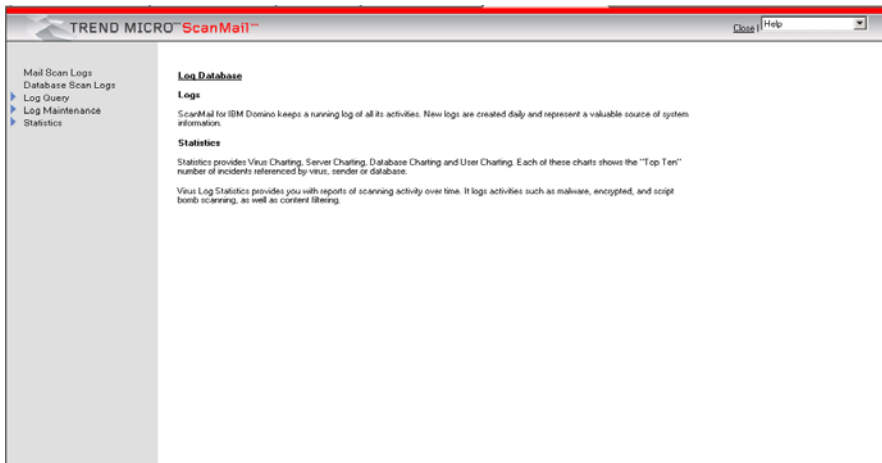 TREND MICRO™ ScanMail™
Close | Help
Mail Scan Logs
Database Scan Logs
Log Query
Log Maintenance
Statistics
Log Database
Logs
ScanMail for IBM Domino keeps a running log of all its activities. New logs are created daily and represent a valuable source of system
information.
Statistics
Statistics provides Virus Charting, Server Charting, Database Charting and User Charting. Each of these charts shows the "Top Ten"
number of incidents referenced by virus, sender or database.
Virus Log Statistics provides you with reports of scanning activity over time. It logs activities such as malware, encrypted, and script
bomb scanning, as well as content filtering.